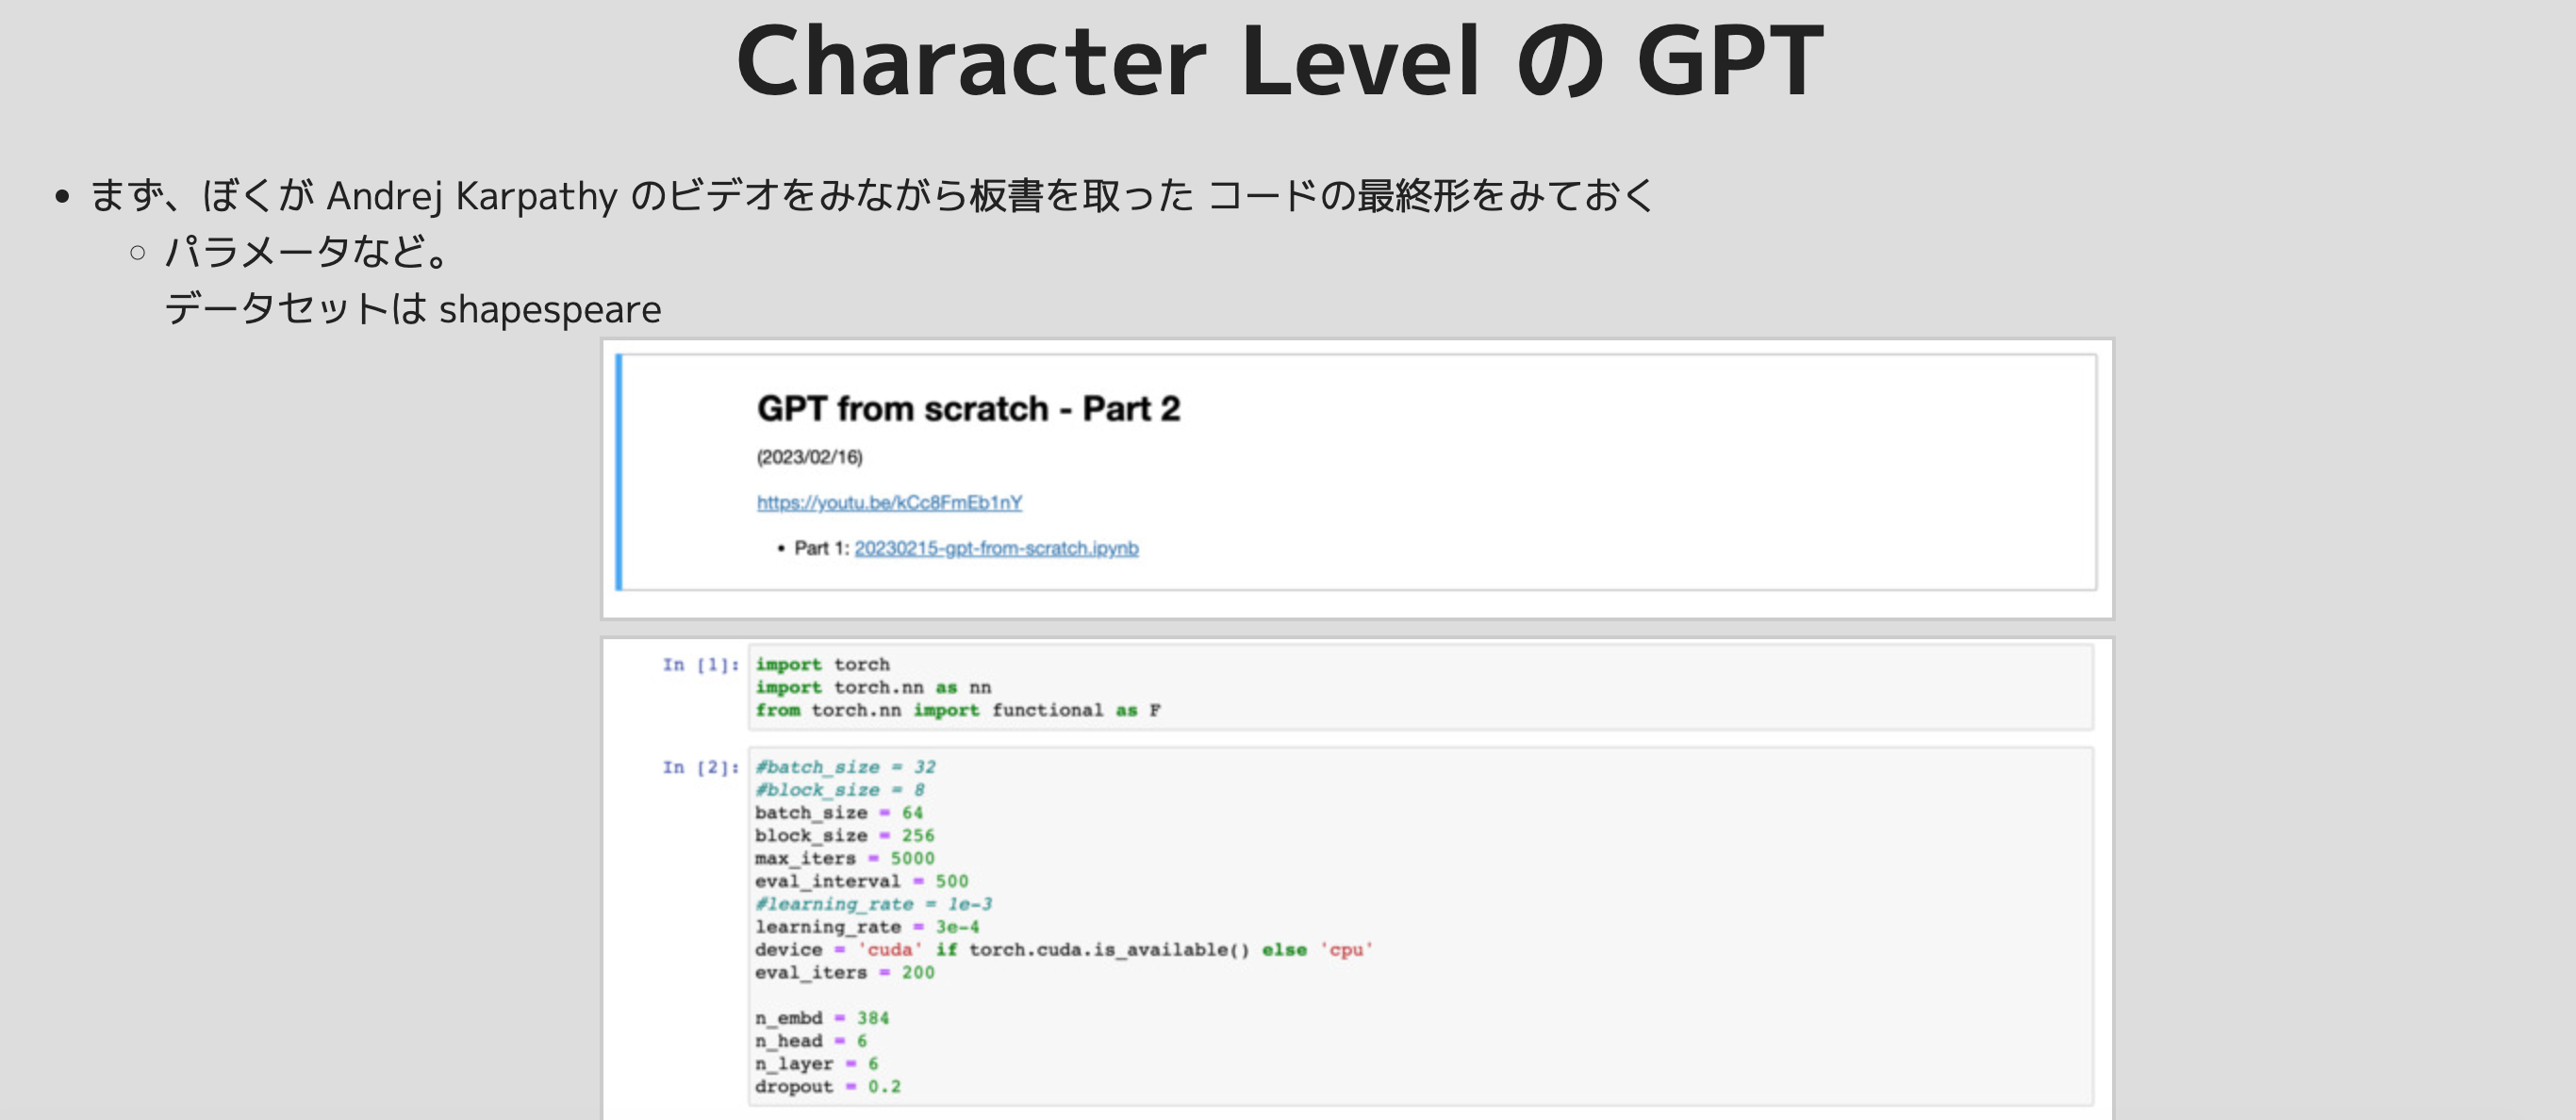 Character Level の GPT
• まず、ぼくが Andrej Karpathy のビデオをみながら板書を取った コードの最終形をみておく
○ パラメータなど。
データセットは shapespeare
GPT from scratch - Part 2
(2023/02/16)
https://youtu.be/kCc8FmEb1nY
• Part 1: 20230215-gpt-from-scratch.ipynb
In [1]: import torch
import torch.nn as nn
from torch.nn import functional as F
In [2]: #batch_size = 32
#block_size = 8
batch_size = 64
block_size = 256
max_iters = 5000
eval_interval = 500
#learning_rate = 1e-3
learning_rate = 3e-4
device = 'cuda' if torch.cuda.is_available() else 'cpu'
eval_iters = 200
n_embd = 384
n_head = 6
n_layer = 6
dropout = 0.2